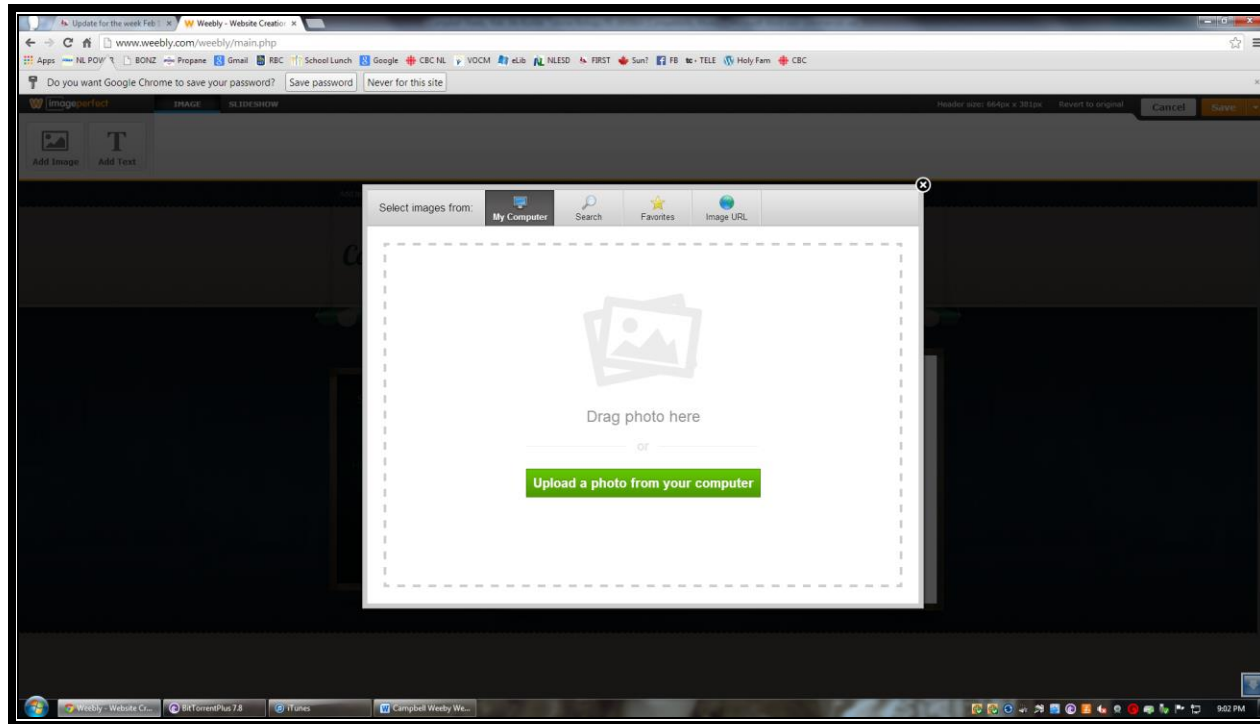 Update for the week Feb
Weebly - Website Creation
www.weebly.com/weebly/main.php
Apps NL POW BONZ Propane Gmail RBC School Lunch Google CBC NL VOCM eLib NLESD FIRST Sun? FB TELE Holy Fam CBC
Do you want Google Chrome to save your password? Save password Never for this site
imageperfect IMAGE SLIDESHOW Header size: 664px x 381px Revert to original Cancel Save
Add Image Add Text
Select images from: My Computer Search Favorites Image URL
Drag photo here
or
Upload a photo from your computer
Weebly - Website Cr... BitTorrentPlus 7.8 iTunes Campbell Weeby We... 9:02 PM